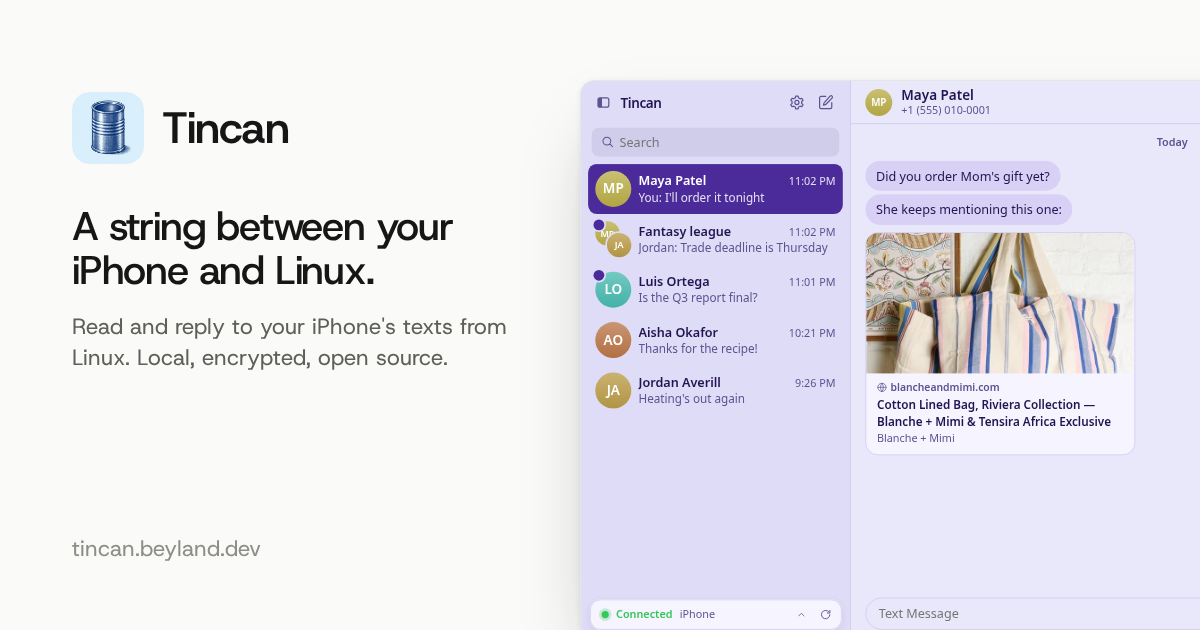 Tincan
A string between your
iPhone and Linux.
Read and reply to your iPhone's texts from
Linux. Local, encrypted, open source.
tincan.beyland.dev
Tincan
Search
MP
Maya Patel
11:02 PM
You: I'll order it tonight
MP
JA
Fantasy league
11:02 PM
Jordan: Trade deadline is Thursday
LO
Luis Ortega
11:01 PM
Is the Q3 report final?
AO
Aisha Okafor
10:21 PM
Thanks for the recipe!
JA
Jordan Averill
9:26 PM
Heating's out again
Connected iPhone
MP
Maya Patel
+1 (555) 010-0001
Today
Did you order Mom's gift yet?
She keeps mentioning this one:
blancheandmimi.com
Cotton Lined Bag, Riviera Collection —
Blanche + Mimi & Tensira Africa Exclusive
Blanche + Mimi
Text Message